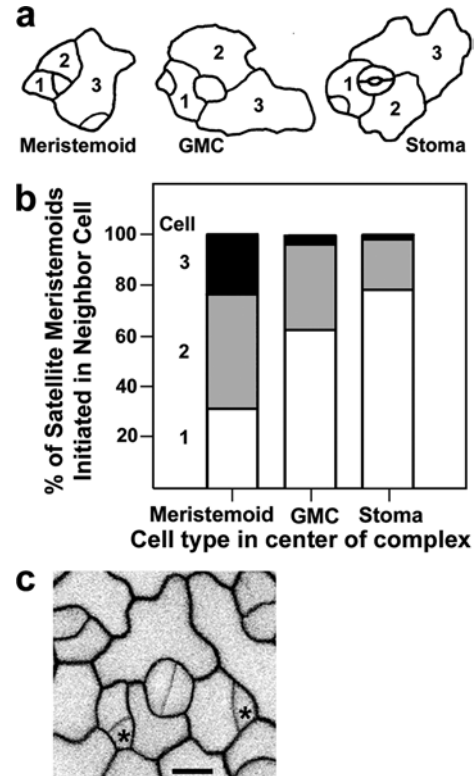 a
2
1
3
Meristemoid
2
1
3
GMC
3
1
2
Stoma
b
% of Satellite Meristemoids
Initiated in Neighbor Cell
100
80
60
40
20
Cell
3
2
1
Meristemoid GMC Stoma
Cell type in center of complex
c
* *